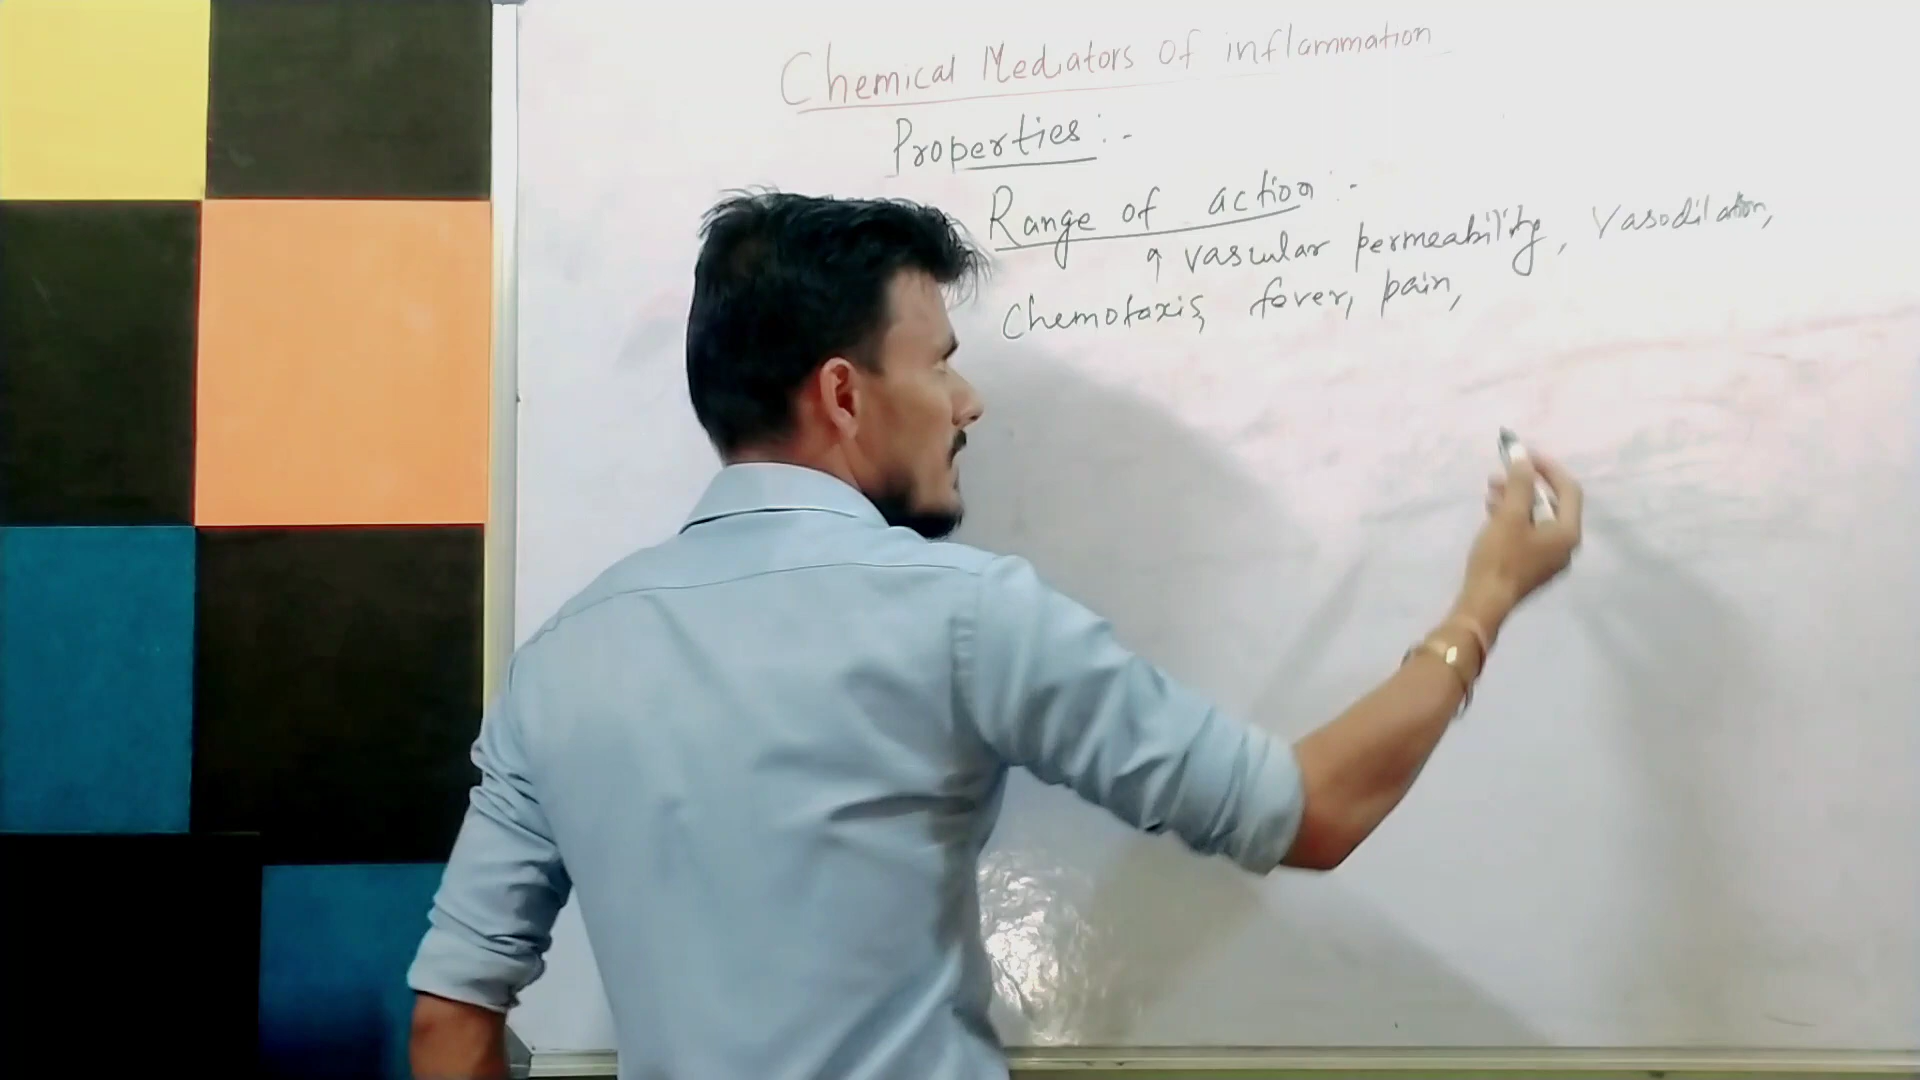 Chemical Mediators of inflammation
Properties :-
Range of action :-
↑ vascular permeability, Vasodilation,
Chemotaxis, fever, pain,